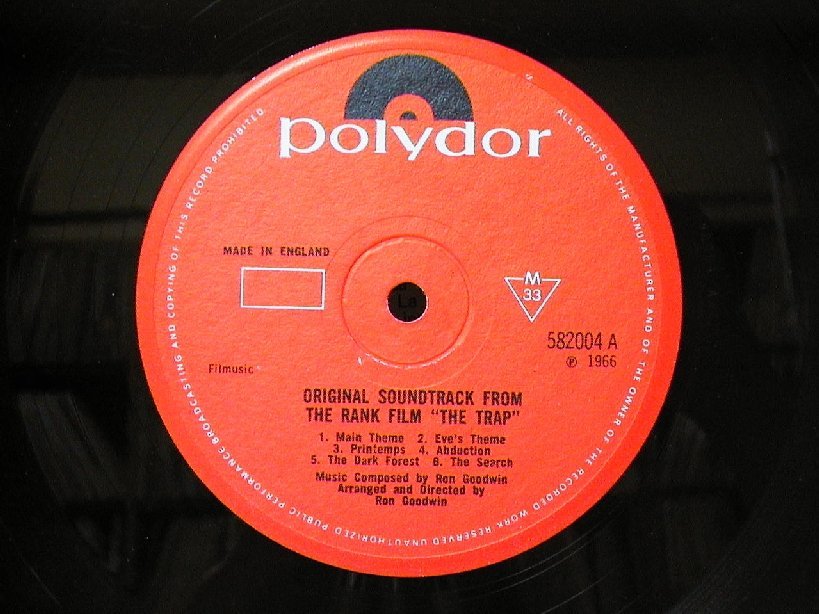 polydor
ALL RIGHTS OF THE MANUFACTURER AND OF THE OWNER OF THE RECORDED WORK RESERVED UNAUTHORIZED PUBLIC PERFORMANCE BROADCASTING AND COPYING OF THIS RECORD PROHIBITED
MADE IN ENGLAND
M
33
La
582004 A
℗ 1966
Filmusic
ORIGINAL SOUNDTRACK FROM
THE RANK FILM "THE TRAP"
1. Main Theme 2. Eve's Theme
3. Printemps 4. Abduction
5. The Dark Forest 6. The Search
Music Composed by Ron Goodwin
Arranged and Directed by
Ron Goodwin